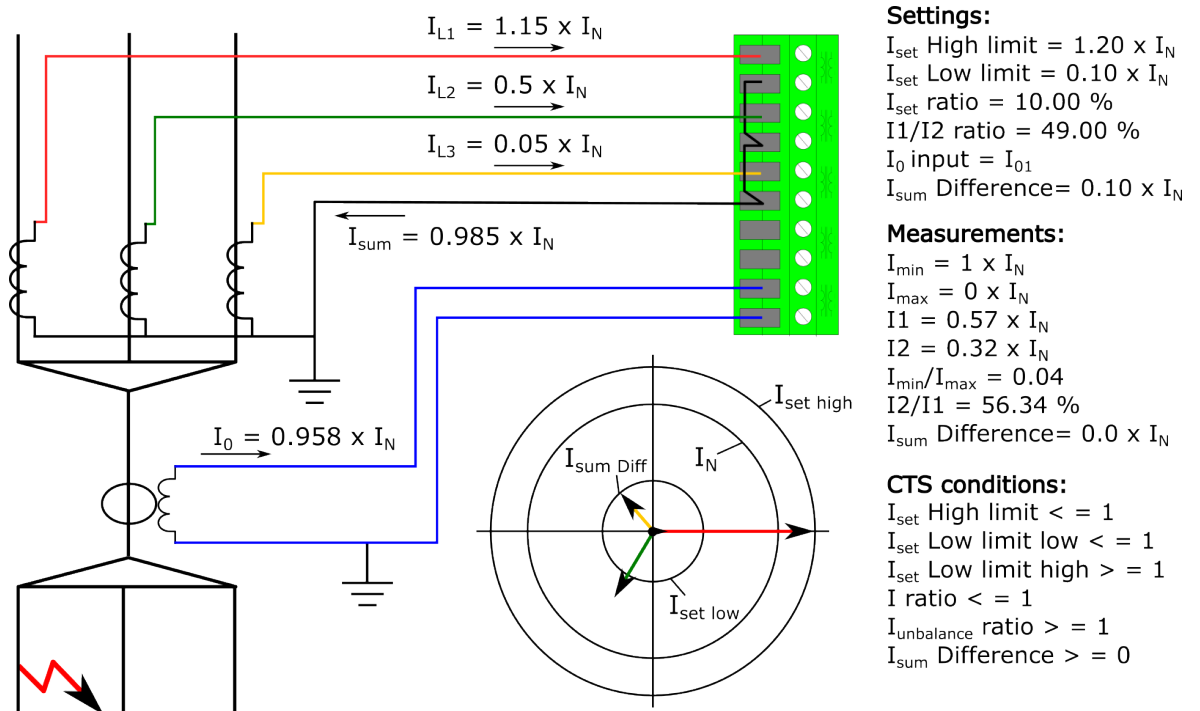 I_L1 = 1.15 x I_N
I_L2 = 0.5 x I_N
I_L3 = 0.05 x I_N
I_sum = 0.985 x I_N
I_0 = 0.958 x I_N
I_set high
I_N
I_sum Diff
I_set low
Settings:
I_set High limit = 1.20 x I_N
I_set Low limit = 0.10 x I_N
I_set ratio = 10.00 %
I1/I2 ratio = 49.00 %
I_0 input = I_01
I_sum Difference= 0.10 x I_N
Measurements:
I_min = 1 x I_N
I_max = 0 x I_N
I1 = 0.57 x I_N
I2 = 0.32 x I_N
I_min/I_max = 0.04
I2/I1 = 56.34 %
I_sum Difference= 0.0 x I_N
CTS conditions:
I_set High limit < = 1
I_set Low limit low < = 1
I_set Low limit high > = 1
I ratio < = 1
I_unbalance ratio > = 1
I_sum Difference > = 0